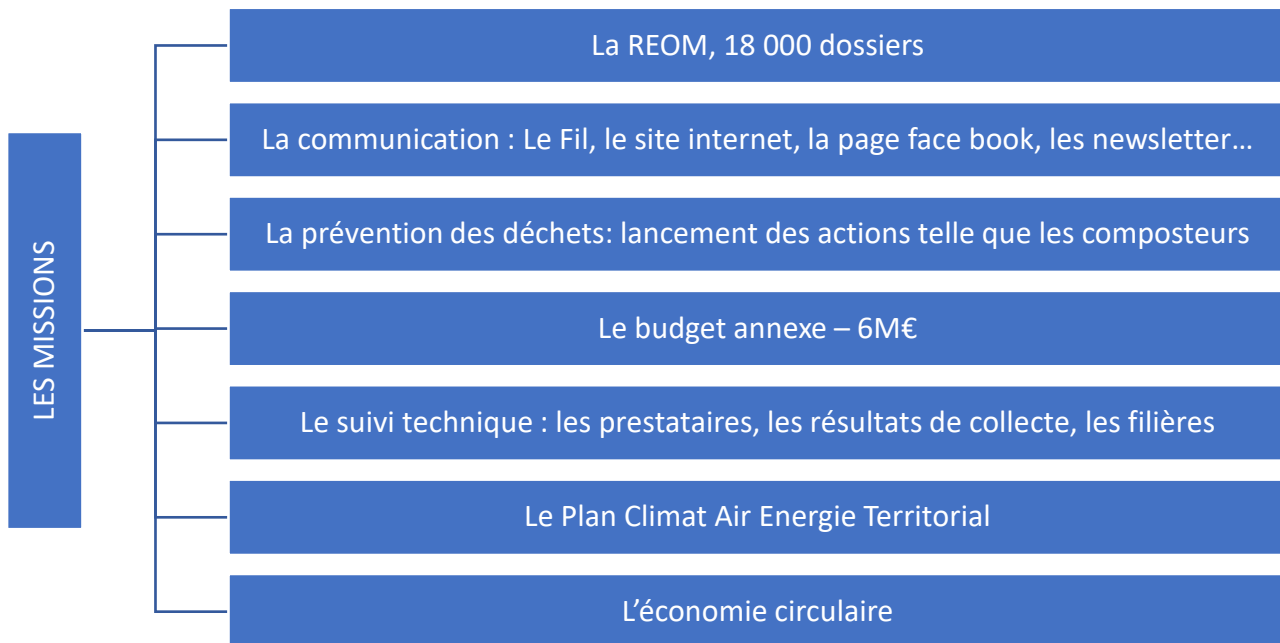 LES MISSIONS
La REOM, 18 000 dossiers
La communication : Le Fil, le site internet, la page face book, les newsletter…
La prévention des déchets: lancement des actions telle que les composteurs
Le budget annexe – 6M€
Le suivi technique : les prestataires, les résultats de collecte, les filières
Le Plan Climat Air Energie Territorial
L’économie circulaire